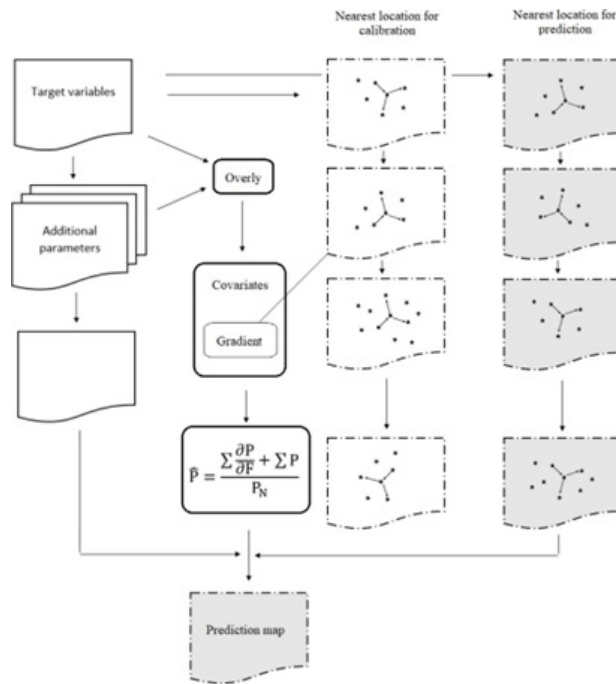 Nearest location for
calibration
Nearest location for
prediction
Target variables
Overly
Additional
parameters
Covariates
Gradient
P̂ = (∑ ∂P/∂F + ∑ P) / P_N
Prediction map